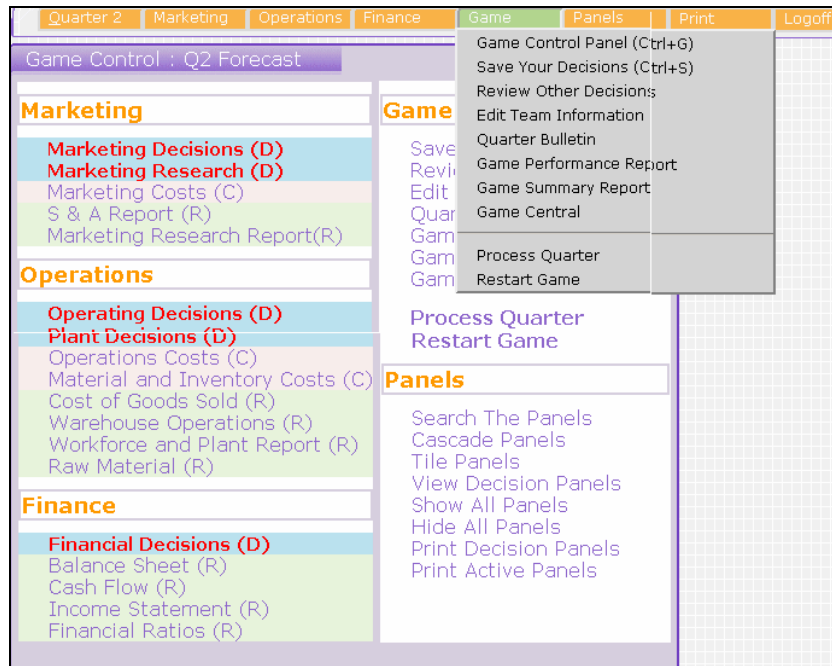 Quarter 2 Marketing Operations Finance Game Panels Print Logoff
Game Control : Q2 Forecast
Marketing
Marketing Decisions (D)
Marketing Research (D)
Marketing Costs (C)
S & A Report (R)
Marketing Research Report(R)
Operations
Operating Decisions (D)
Plant Decisions (D)
Operations Costs (C)
Material and Inventory Costs (C)
Cost of Goods Sold (R)
Warehouse Operations (R)
Workforce and Plant Report (R)
Raw Material (R)
Finance
Financial Decisions (D)
Balance Sheet (R)
Cash Flow (R)
Income Statement (R)
Financial Ratios (R)
Game Control Panel (Ctrl+G)
Save Your Decisions (Ctrl+S)
Review Other Decisions
Edit Team Information
Quarter Bulletin
Game Performance Report
Game Summary Report
Game Central
Process Quarter
Restart Game
Game
Save
Edit
Process Quarter
Restart Game
Panels
Search The Panels
Cascade Panels
Tile Panels
View Decision Panels
Show All Panels
Hide All Panels
Print Decision Panels
Print Active Panels